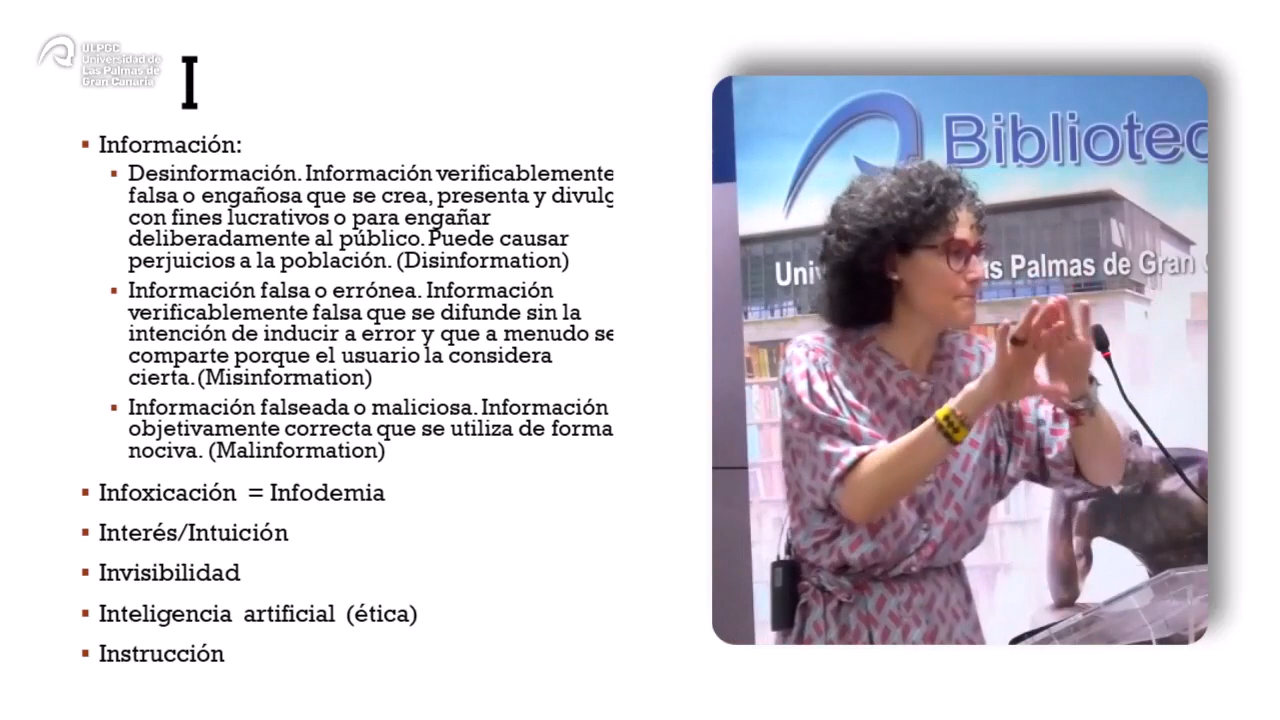 ULPGC
Universidad de
Las Palmas de
Gran Canaria
I
Información:
Desinformación. Información verificablemente
falsa o engañosa que se crea, presenta y divulg
con fines lucrativos o para engañar
deliberadamente al público. Puede causar
perjuicios a la población. (Disinformation)
Información falsa o errónea. Información
verificablemente falsa que se difunde sin la
intención de inducir a error y que a menudo se
comparte porque el usuario la considera
cierta. (Misinformation)
Información falseada o maliciosa. Información
objetivamente correcta que se utiliza de forma
nociva. (Malinformation)
Infoxicación = Infodemia
Interés/Intuición
Invisibilidad
Inteligencia artificial (ética)
Instrucción
Bibliotec
Palmas de Gran